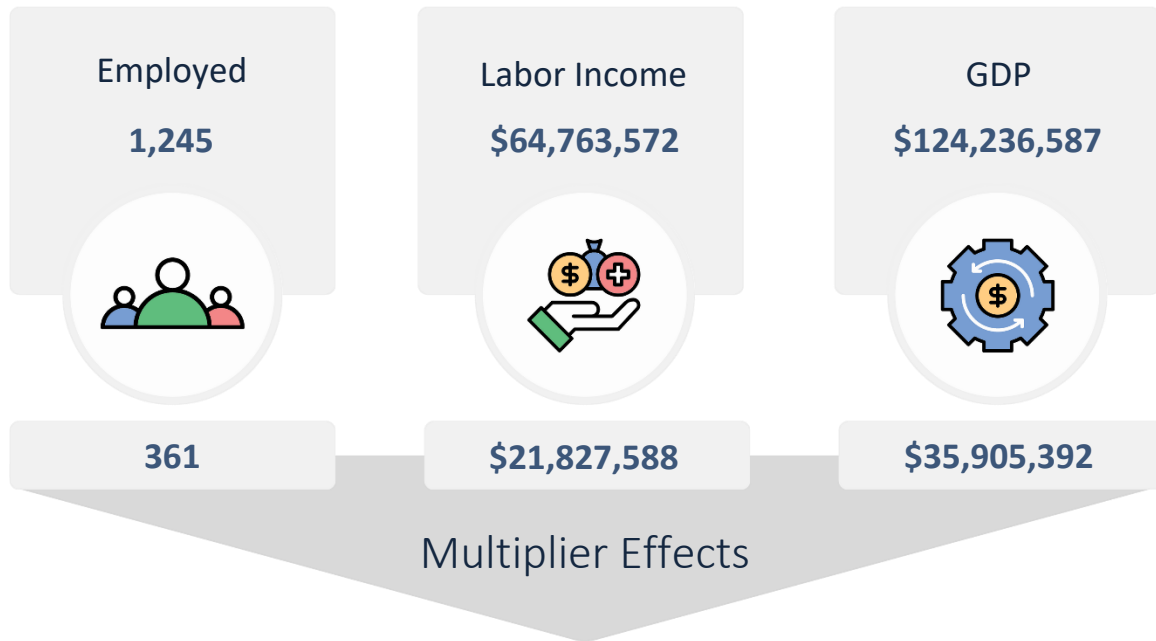 Employed
1,245
Labor Income
$64,763,572
GDP
$124,236,587
$
$
361
$21,827,588
$35,905,392
Multiplier Effects